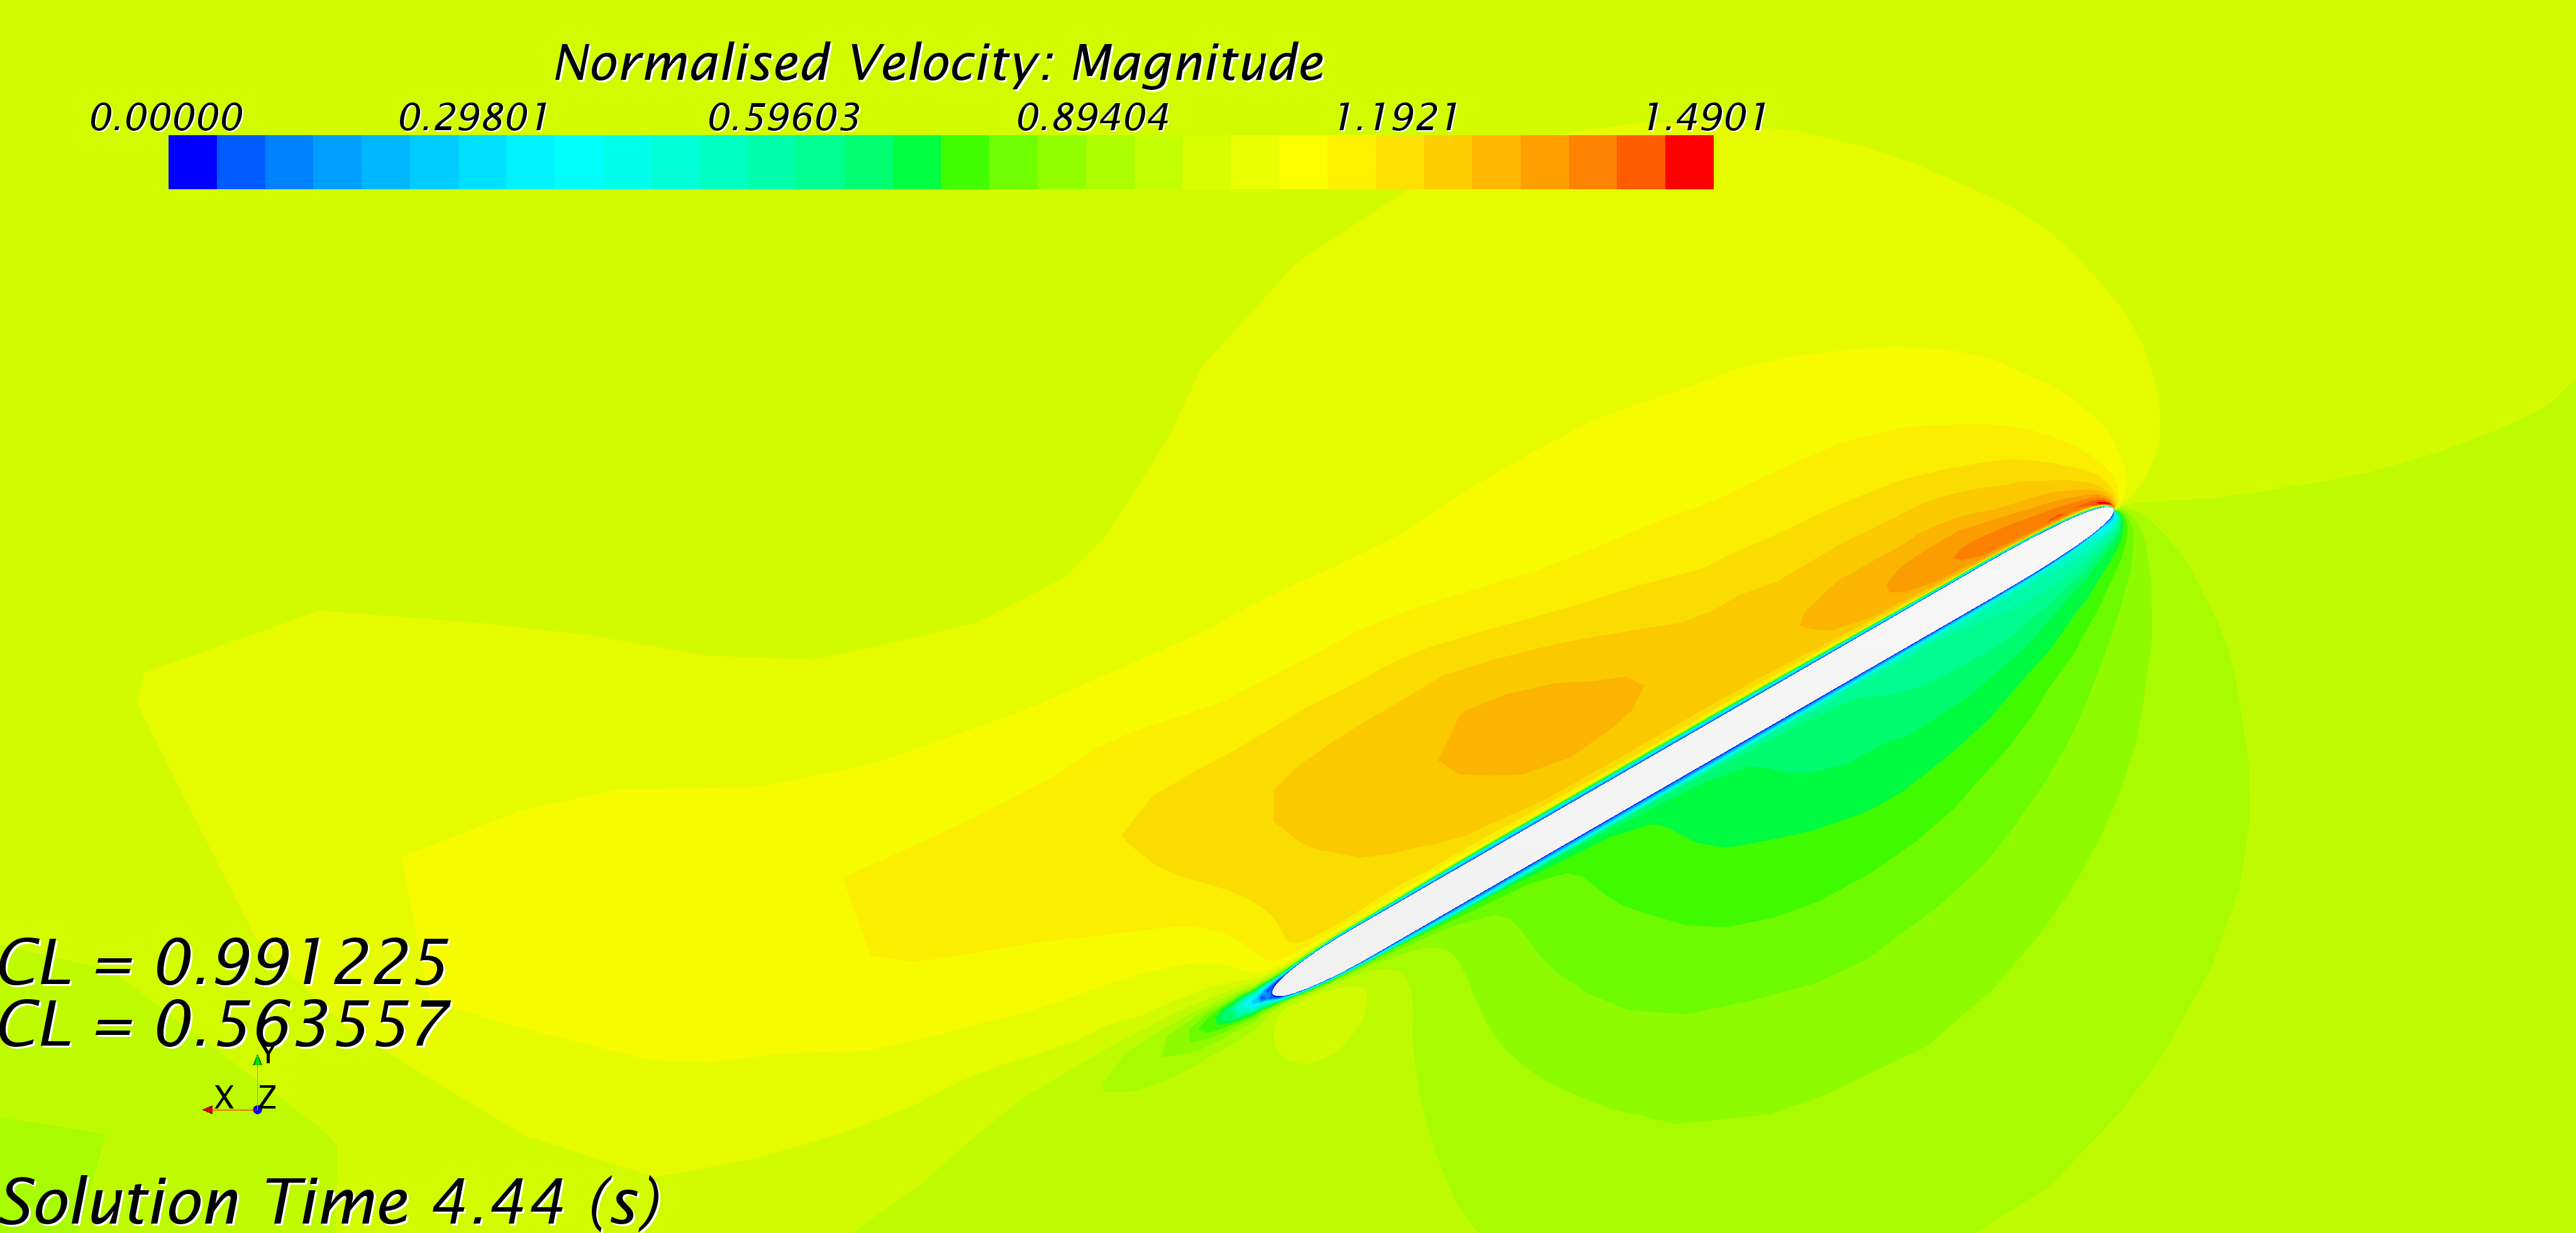 Normalised Velocity: Magnitude
0.00000 0.29801 0.59603 0.89404 1.1921 1.4901
CL = 0.991225
CL = 0.563557
Y
X Z
Solution Time 4.44 (s)